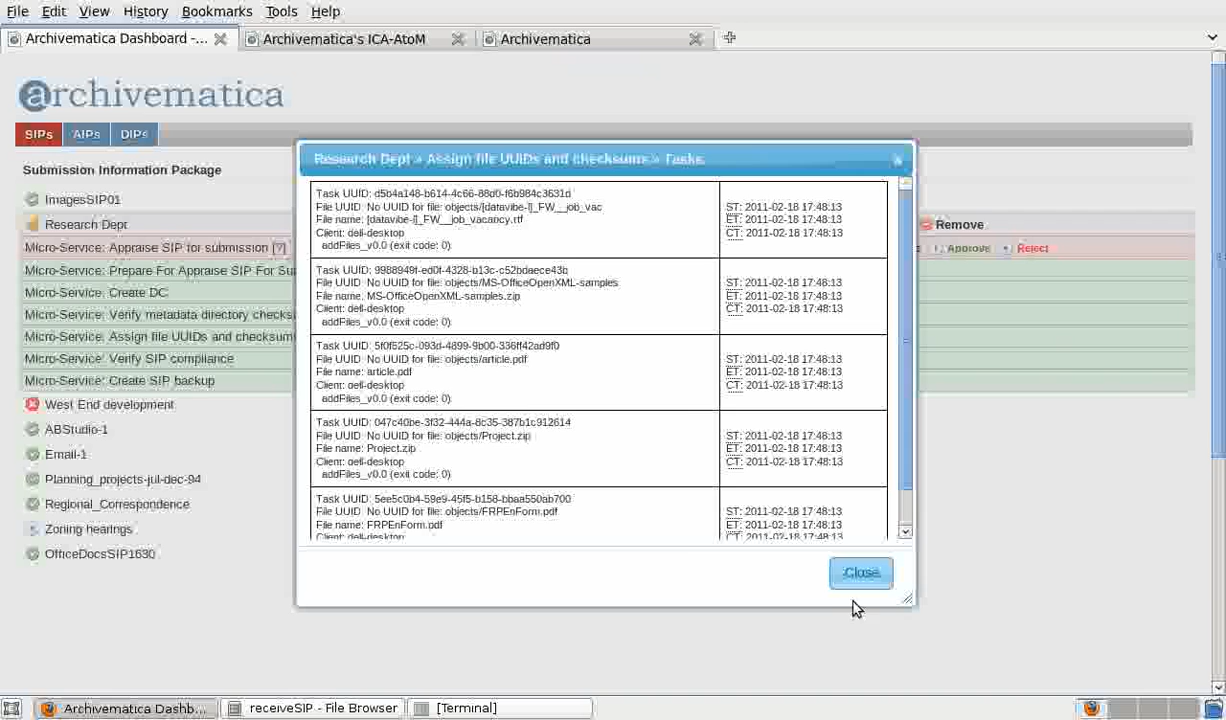 File Edit View History Bookmarks Tools Help
Archivematica Dashboard -... Archivematica's ICA-AtoM Archivematica
archivematica
SIPs AIPs DIPs
Submission Information Package
ImagesSIP01
Research Dept Remove
Micro-Service: Appraise SIP for submission [?] Approve Reject
Micro-Service: Prepare For Appraise SIP For Su
Micro-Service: Create DC
Micro-Service: Verify metadata directory checks
Micro-Service: Assign file UUIDs and checksum
Micro-Service: Verify SIP compliance
Micro-Service: Create SIP backup
West End development
ABStudio-1
Email-1
Planning_projects-jul-dec-94
Regional_Correspondence
Zoning hearings
OfficeDocsSIP1630
Research Dept » Assign file UUIDs and checksums » Tasks
Task UUID: d5b4a148-b614-4c66-88d0-f6b984c3631d
File UUID: No UUID for file: objects/[datavibe-l]_FW__job_vac
File name: [datavibe-l]_FW__job_vacancy.rtf
Client: dell-desktop
addFiles_v0.0 (exit code: 0)
ST: 2011-02-18 17:48:13
ET: 2011-02-18 17:48:13
CT: 2011-02-18 17:48:13
Task UUID: 9988949f-ed0f-4328-b13c-c52bdaece43b
File UUID: No UUID for file: objects/MS-OfficeOpenXML-samples
File name: MS-OfficeOpenXML-samples.zip
Client: dell-desktop
addFiles_v0.0 (exit code: 0)
ST: 2011-02-18 17:48:13
ET: 2011-02-18 17:48:13
CT: 2011-02-18 17:48:13
Task UUID: 5f0f525c-093d-4899-9b00-336ff42ad9f0
File UUID: No UUID for file: objects/article.pdf
File name: article.pdf
Client: dell-desktop
addFiles_v0.0 (exit code: 0)
ST: 2011-02-18 17:48:13
ET: 2011-02-18 17:48:13
CT: 2011-02-18 17:48:13
Task UUID: 047c40be-3f32-444a-8c35-387b1c912614
File UUID: No UUID for file: objects/Project.zip
File name: Project.zip
Client: dell-desktop
addFiles_v0.0 (exit code: 0)
ST: 2011-02-18 17:48:13
ET: 2011-02-18 17:48:13
CT: 2011-02-18 17:48:13
Task UUID: 5ee5c0b4-59e9-45f5-b158-bbaa550ab700
File UUID: No UUID for file: objects/FRPEnForm.pdf
File name: FRPEnForm.pdf
Client: dell-desktop
ST: 2011-02-18 17:48:13
ET: 2011-02-18 17:48:13
CT: 2011-02-18 17:48:13
Close
Archivematica Dashb... receiveSIP - File Browser [Terminal]